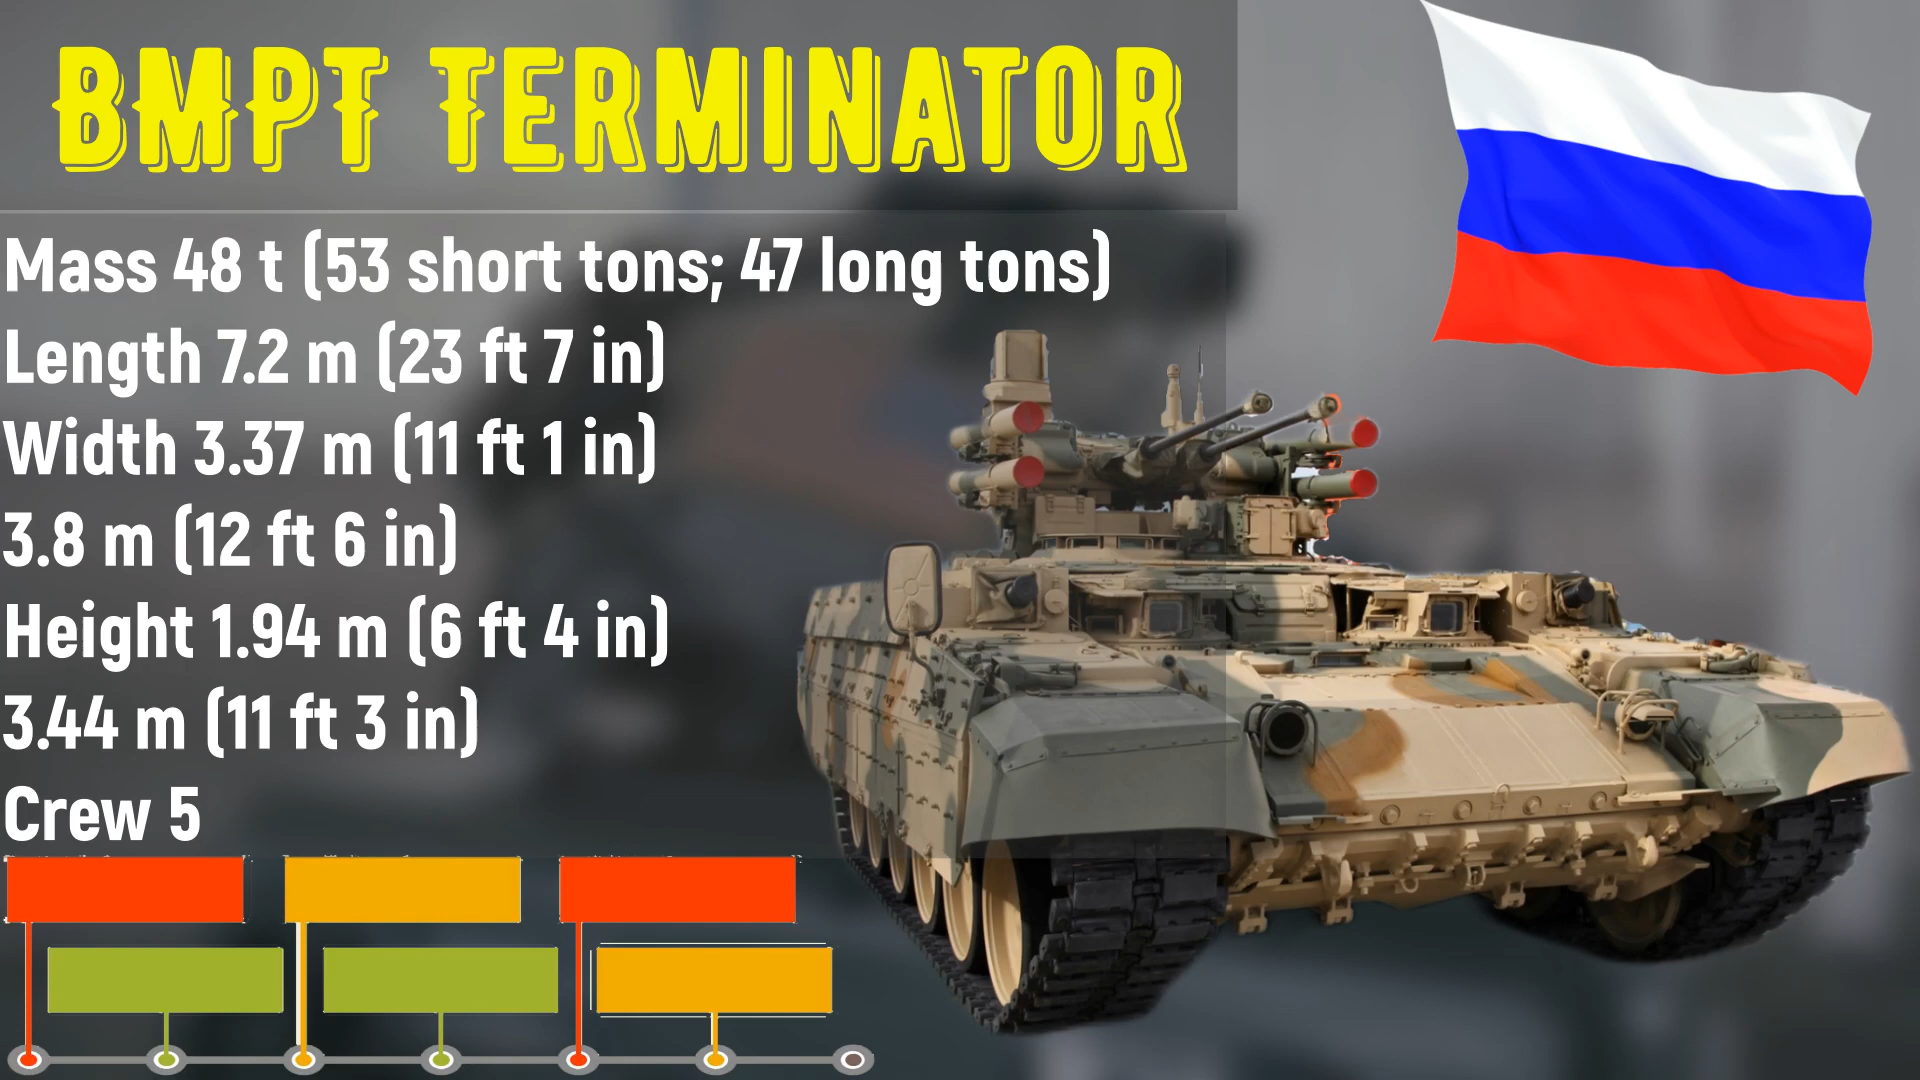 BMPT TERMINATOR
Mass 48 t (53 short tons; 47 long tons)
Length 7.2 m (23 ft 7 in)
Width 3.37 m (11 ft 1 in)
3.8 m (12 ft 6 in)
Height 1.94 m (6 ft 4 in)
3.44 m (11 ft 3 in)
Crew 5